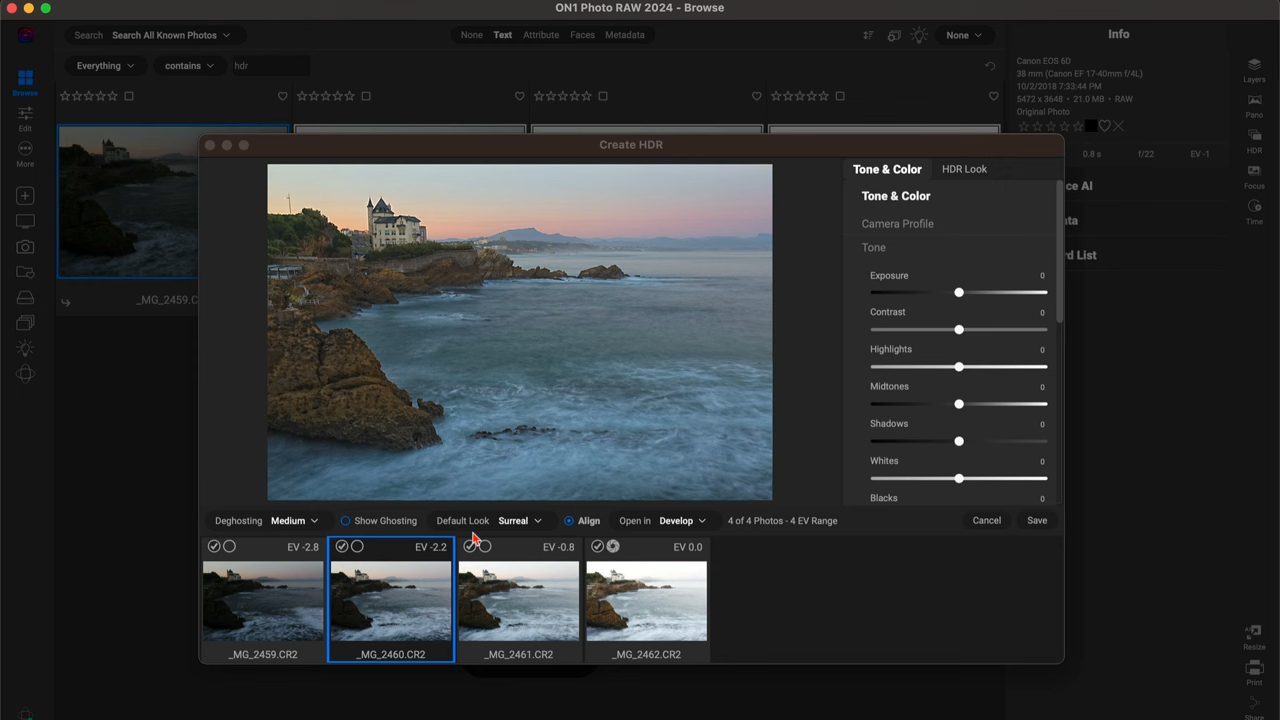 ON1 Photo RAW 2024 - Browse
Search Search All Known Photos
None Text Attribute Faces Metadata
None
Info
Everything
contains
hdr
Canon EOS 6D
38 mm (Canon EF 17-40mm f/4L)
10/2/2018 7:33:44 PM
5472 x 3648 • 21.0 MB • RAW
Original Photo
0.8 s
f/22
EV -1
Browse
Edit
More
Layers
Pano
HDR
Focus
Time
Resize
Print
Share
_MG_2459.C
ce AI
ata
rd List
Create HDR
Tone & Color
HDR Look
Tone & Color
Camera Profile
Tone
Exposure 0
Contrast 0
Highlights 0
Midtones 0
Shadows 0
Whites 0
Blacks 0
Deghosting Medium
Show Ghosting
Default Look Surreal
Align
Open in Develop
4 of 4 Photos - 4 EV Range
Cancel
Save
EV -2.8
EV -2.2
EV -0.8
EV 0.0
_MG_2459.CR2
_MG_2460.CR2
_MG_2461.CR2
_MG_2462.CR2